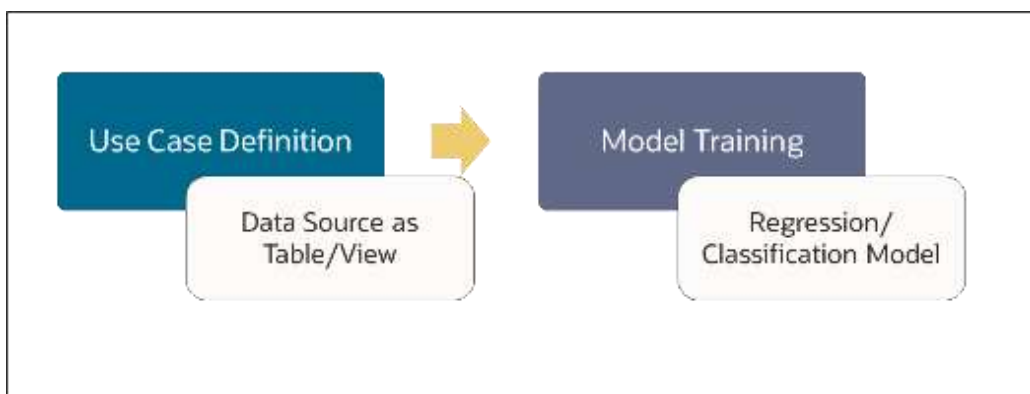 Use Case Definition
Data Source as
Table/View
Model Training
Regression/
Classification Model